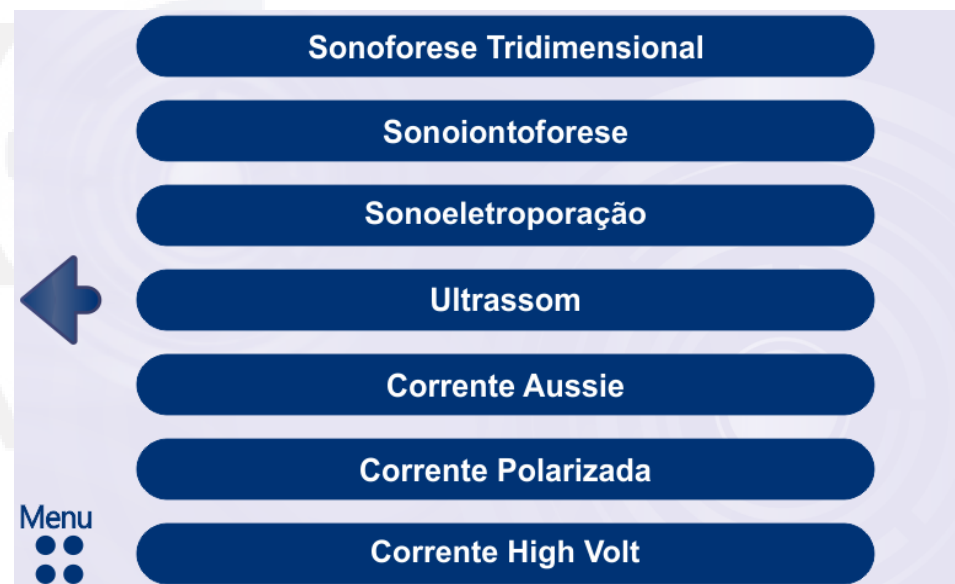 Sonoforese Tridimensional
Sonoiontoforese
Sonoeletroporação
Ultrassom
Corrente Aussie
Corrente Polarizada
Menu
Corrente High Volt